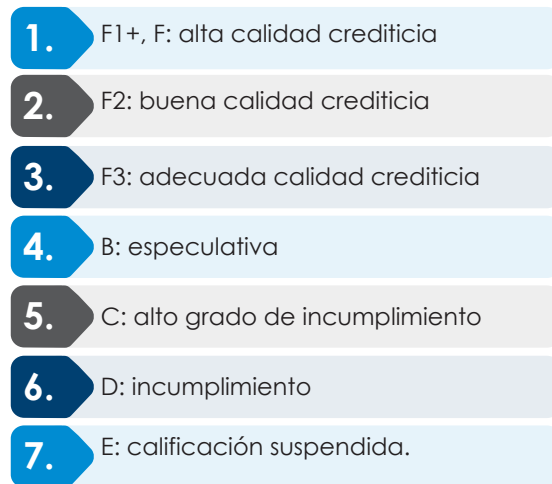 1. F1+, F: alta calidad crediticia
2. F2: buena calidad crediticia
3. F3: adecuada calidad crediticia
4. B: especulativa
5. C: alto grado de incumplimiento
6. D: incumplimiento
7. E: calificación suspendida.